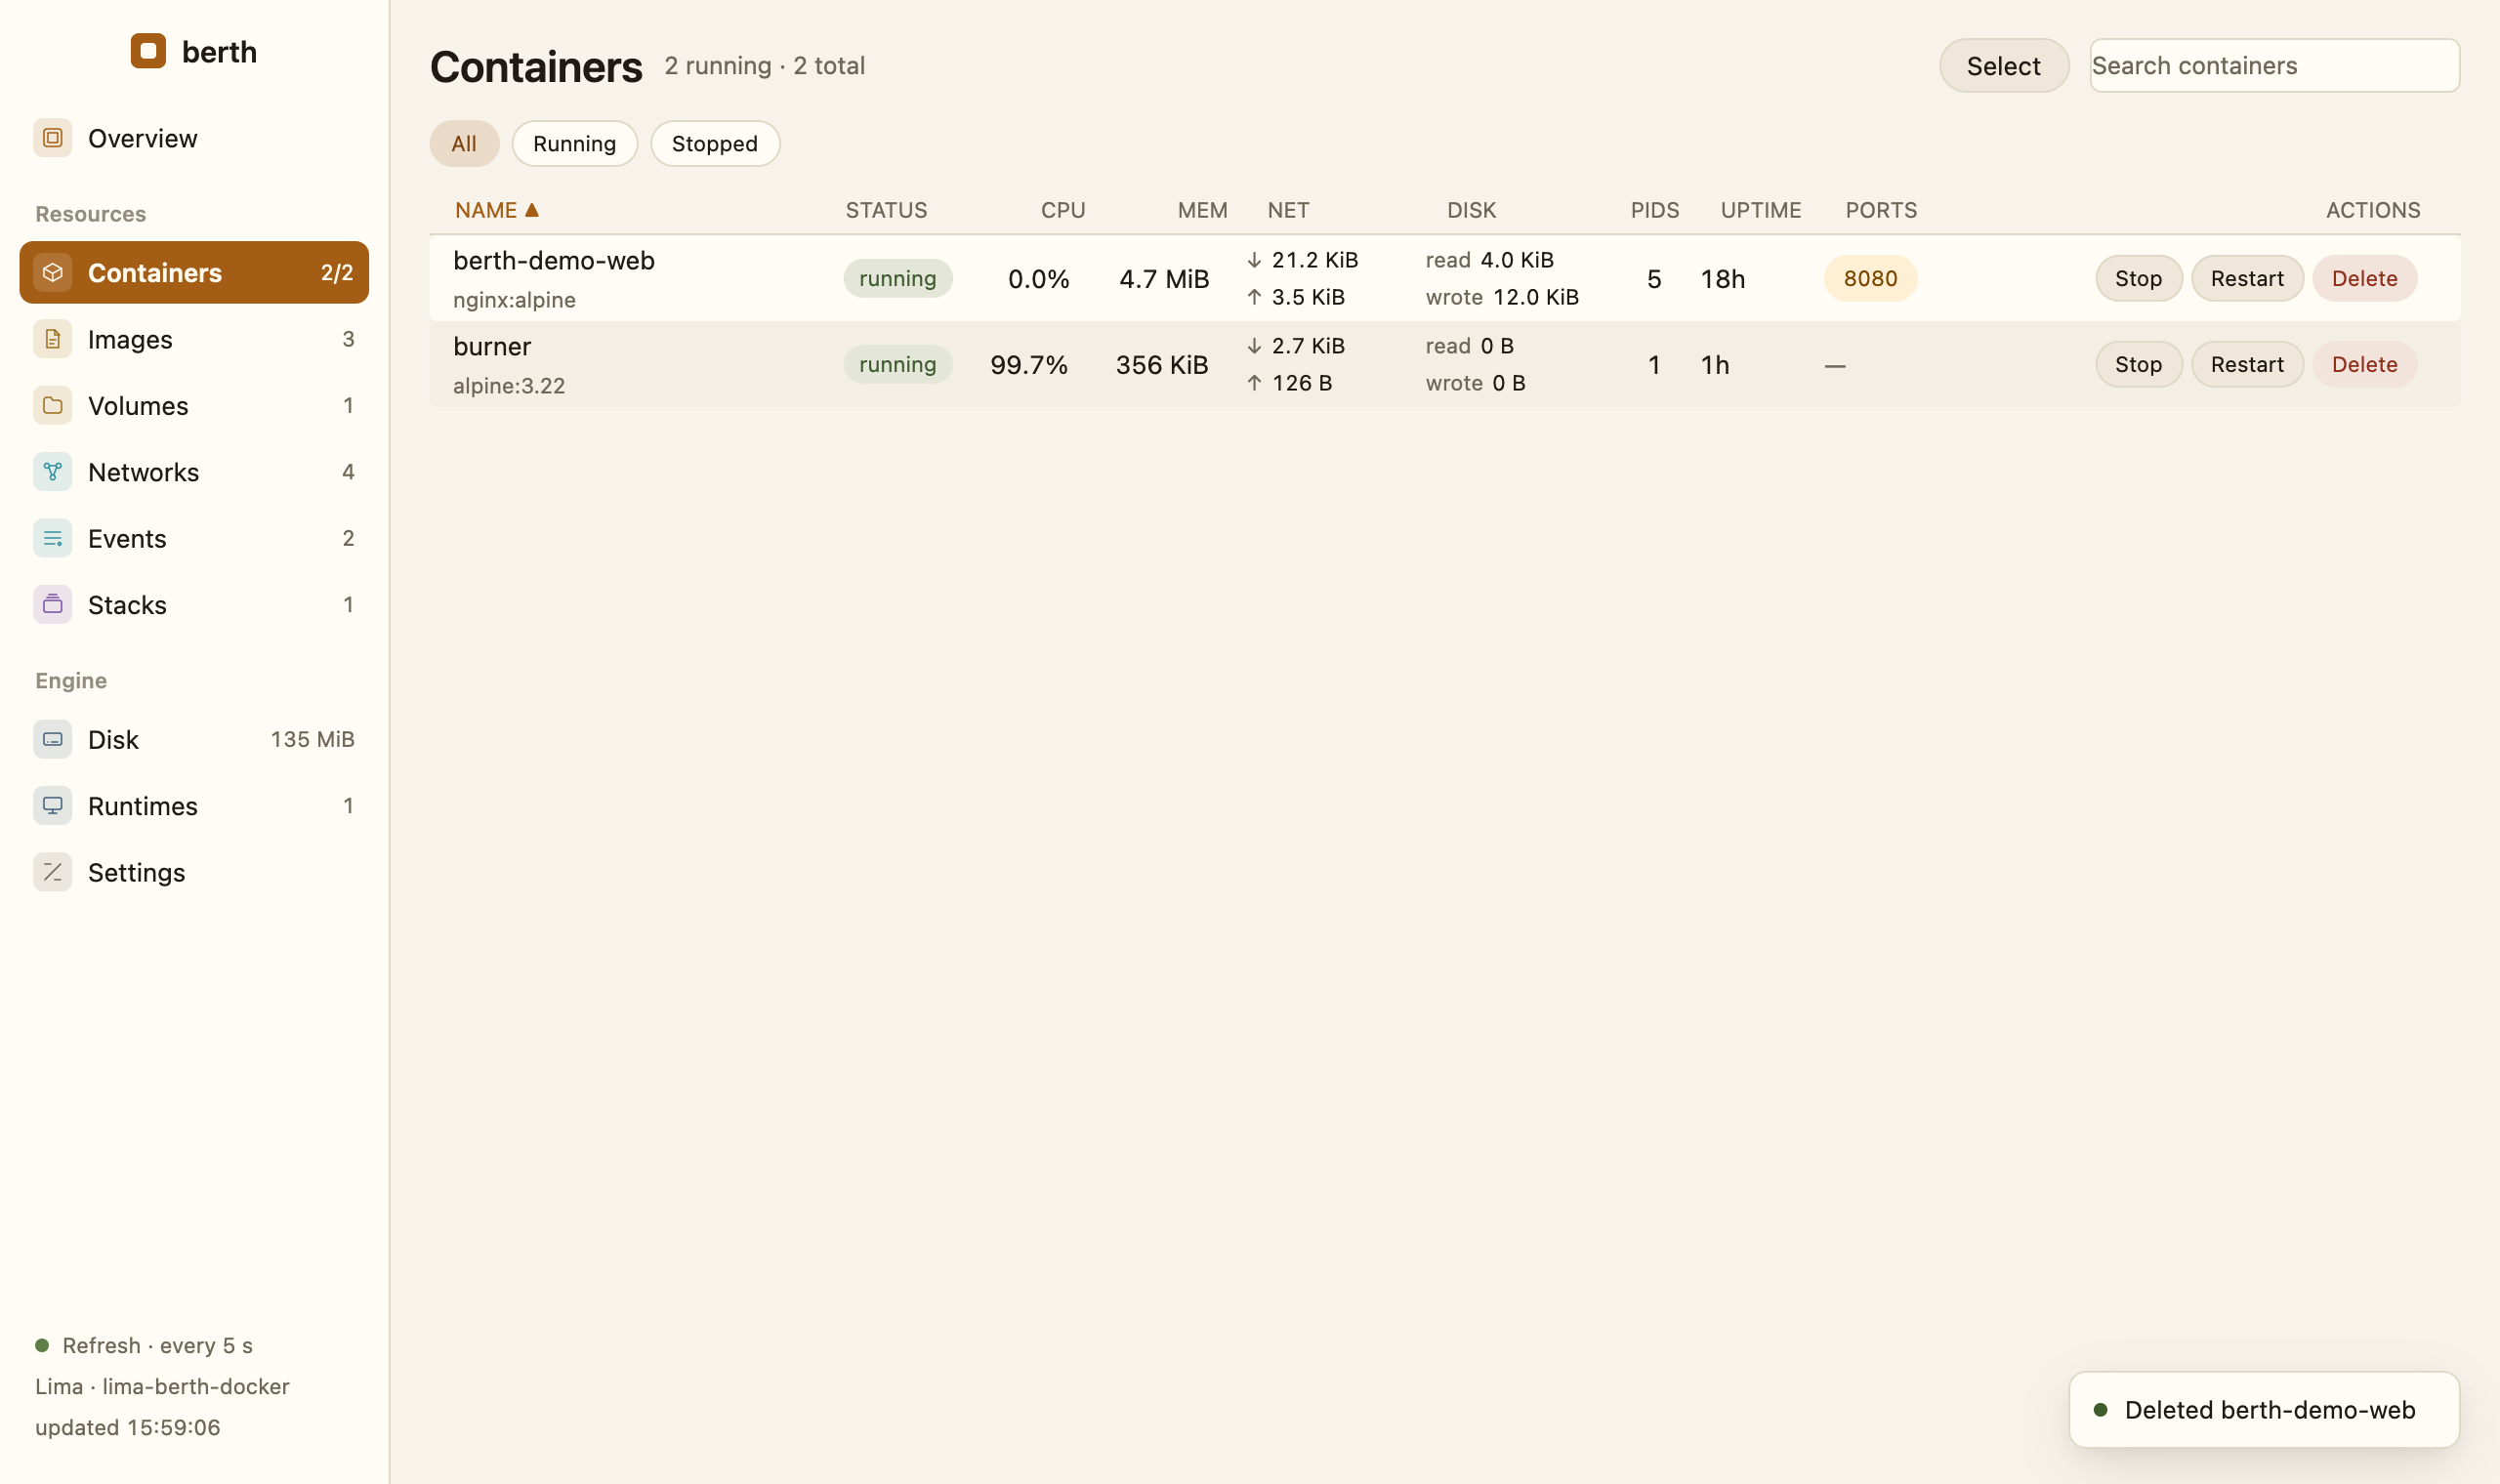 berth
Overview
Resources
Containers 2/2
Images 3
Volumes 1
Networks 4
Events 2
Stacks 1
Engine
Disk 135 MiB
Runtimes 1
Settings
Refresh · every 5 s
Lima · lima-berth-docker
updated 15:59:06
Containers 2 running · 2 total
Select
Search containers
All Running Stopped
NAME ▲ STATUS CPU MEM NET DISK PIDS UPTIME PORTS ACTIONS
berth-demo-web
nginx:alpine
running
0.0%
4.7 MiB
↓ 21.2 KiB
↑ 3.5 KiB
read 4.0 KiB
wrote 12.0 KiB
5
18h
8080
Stop Restart Delete
burner
alpine:3.22
running
99.7%
356 KiB
↓ 2.7 KiB
↑ 126 B
read 0 B
wrote 0 B
1
1h
—
Stop Restart Delete
Deleted berth-demo-web